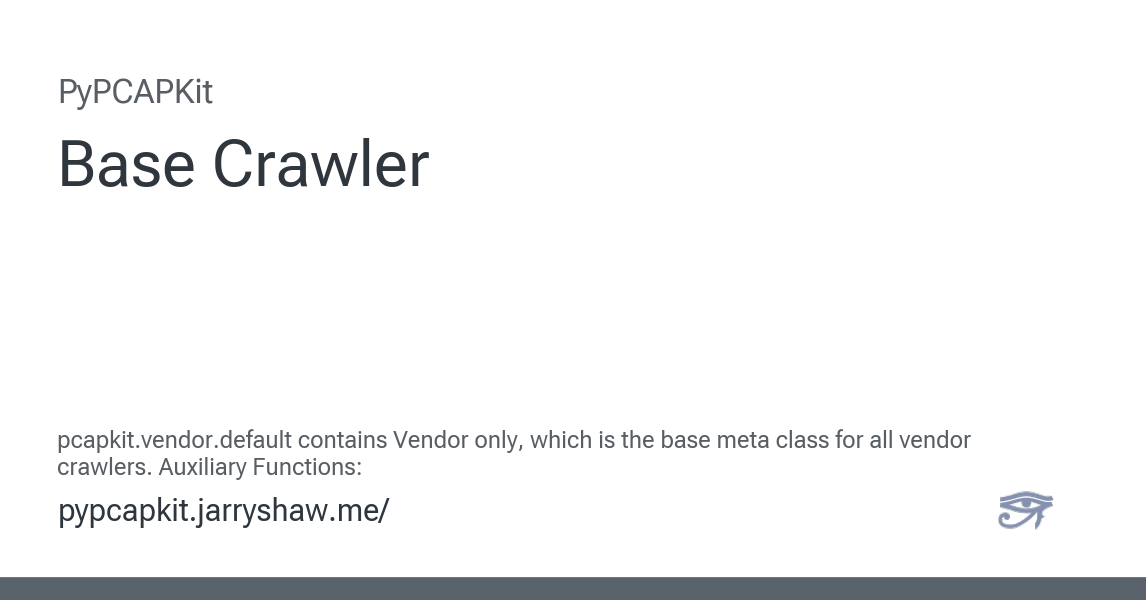 PyPCAPKit
Base Crawler
pcapkit.vendor.default contains Vendor only, which is the base meta class for all vendor
crawlers. Auxiliary Functions:
pypcapkit.jarryshaw.me/